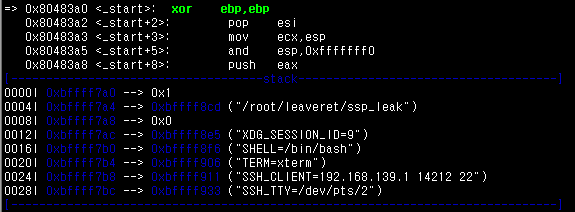 => 0x80483a0 <_start>: xor ebp,ebp
0x80483a2 <_start+2>: pop esi
0x80483a3 <_start+3>: mov ecx,esp
0x80483a5 <_start+5>: and esp,0xfffffff0
0x80483a8 <_start+8>: push eax
[------------------------------------stack-------------------------------------]
0000| 0xbffff7a0 --> 0x1
0004| 0xbffff7a4 --> 0xbffff8cd ("/root/leaveret/ssp_leak")
0008| 0xbffff7a8 --> 0x0
0012| 0xbffff7ac --> 0xbffff8e5 ("XDG_SESSION_ID=9")
0016| 0xbffff7b0 --> 0xbffff8f6 ("SHELL=/bin/bash")
0020| 0xbffff7b4 --> 0xbffff906 ("TERM=xterm")
0024| 0xbffff7b8 --> 0xbffff911 ("SSH_CLIENT=192.168.139.1 14212 22")
0028| 0xbffff7bc --> 0xbffff933 ("SSH_TTY=/dev/pts/2")